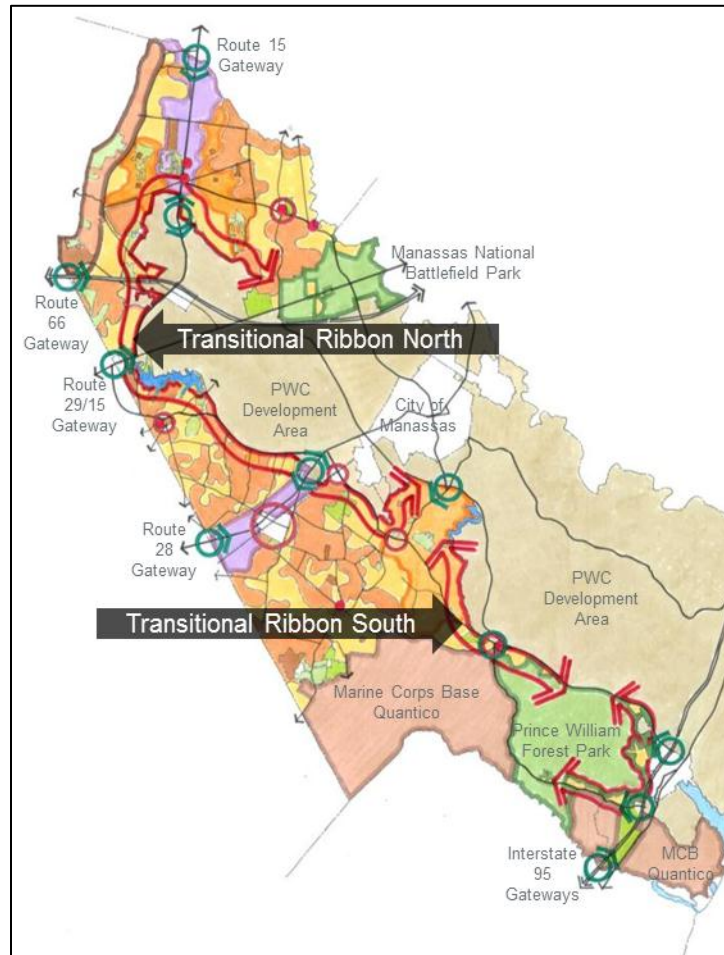 Route 15
Gateway
Manassas National
Battlefield Park
Route
66
Gateway
Transitional Ribbon North
Route
29/15
Gateway
PWC
Development
Area
City of
Manassas
Route
28
Gateway
PWC
Development
Area
Transitional Ribbon South
Marine Corps Base
Quantico
Prince William
Forest Park
Interstate
95
Gateways
MCB
Quantico